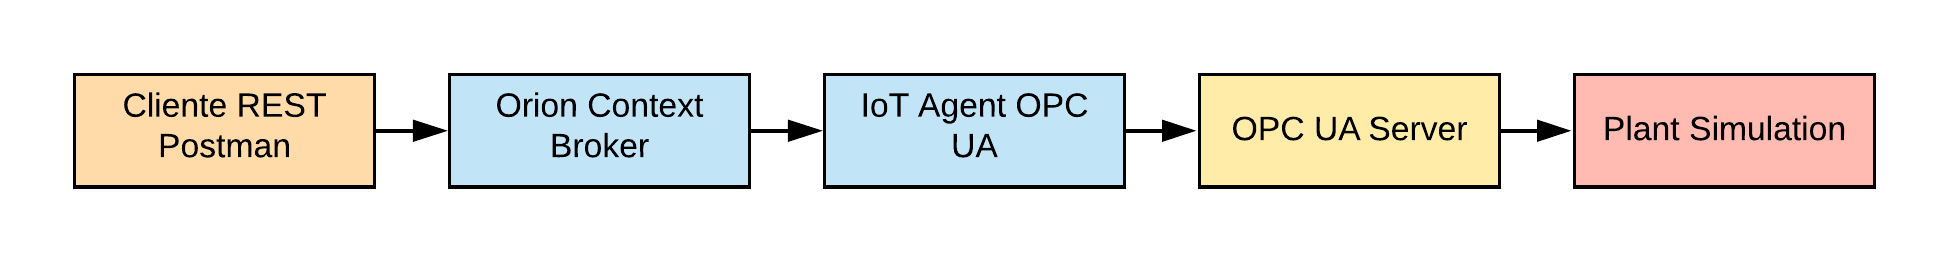 Cliente REST
Postman
Orion Context
Broker
IoT Agent OPC
UA
OPC UA Server
Plant Simulation